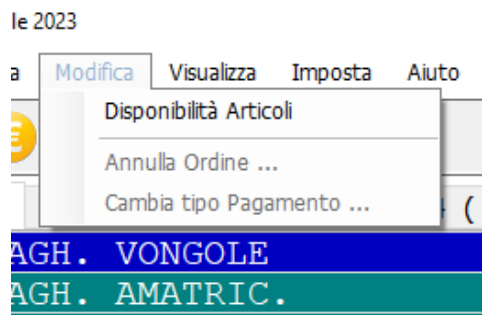 le 2023
a Modifica Visualizza Imposta Aiuto
Disponibilità Articoli
Annulla Ordine ...
Cambia tipo Pagamento ... (
AGH. VONGOLE
AGH. AMATRIC.